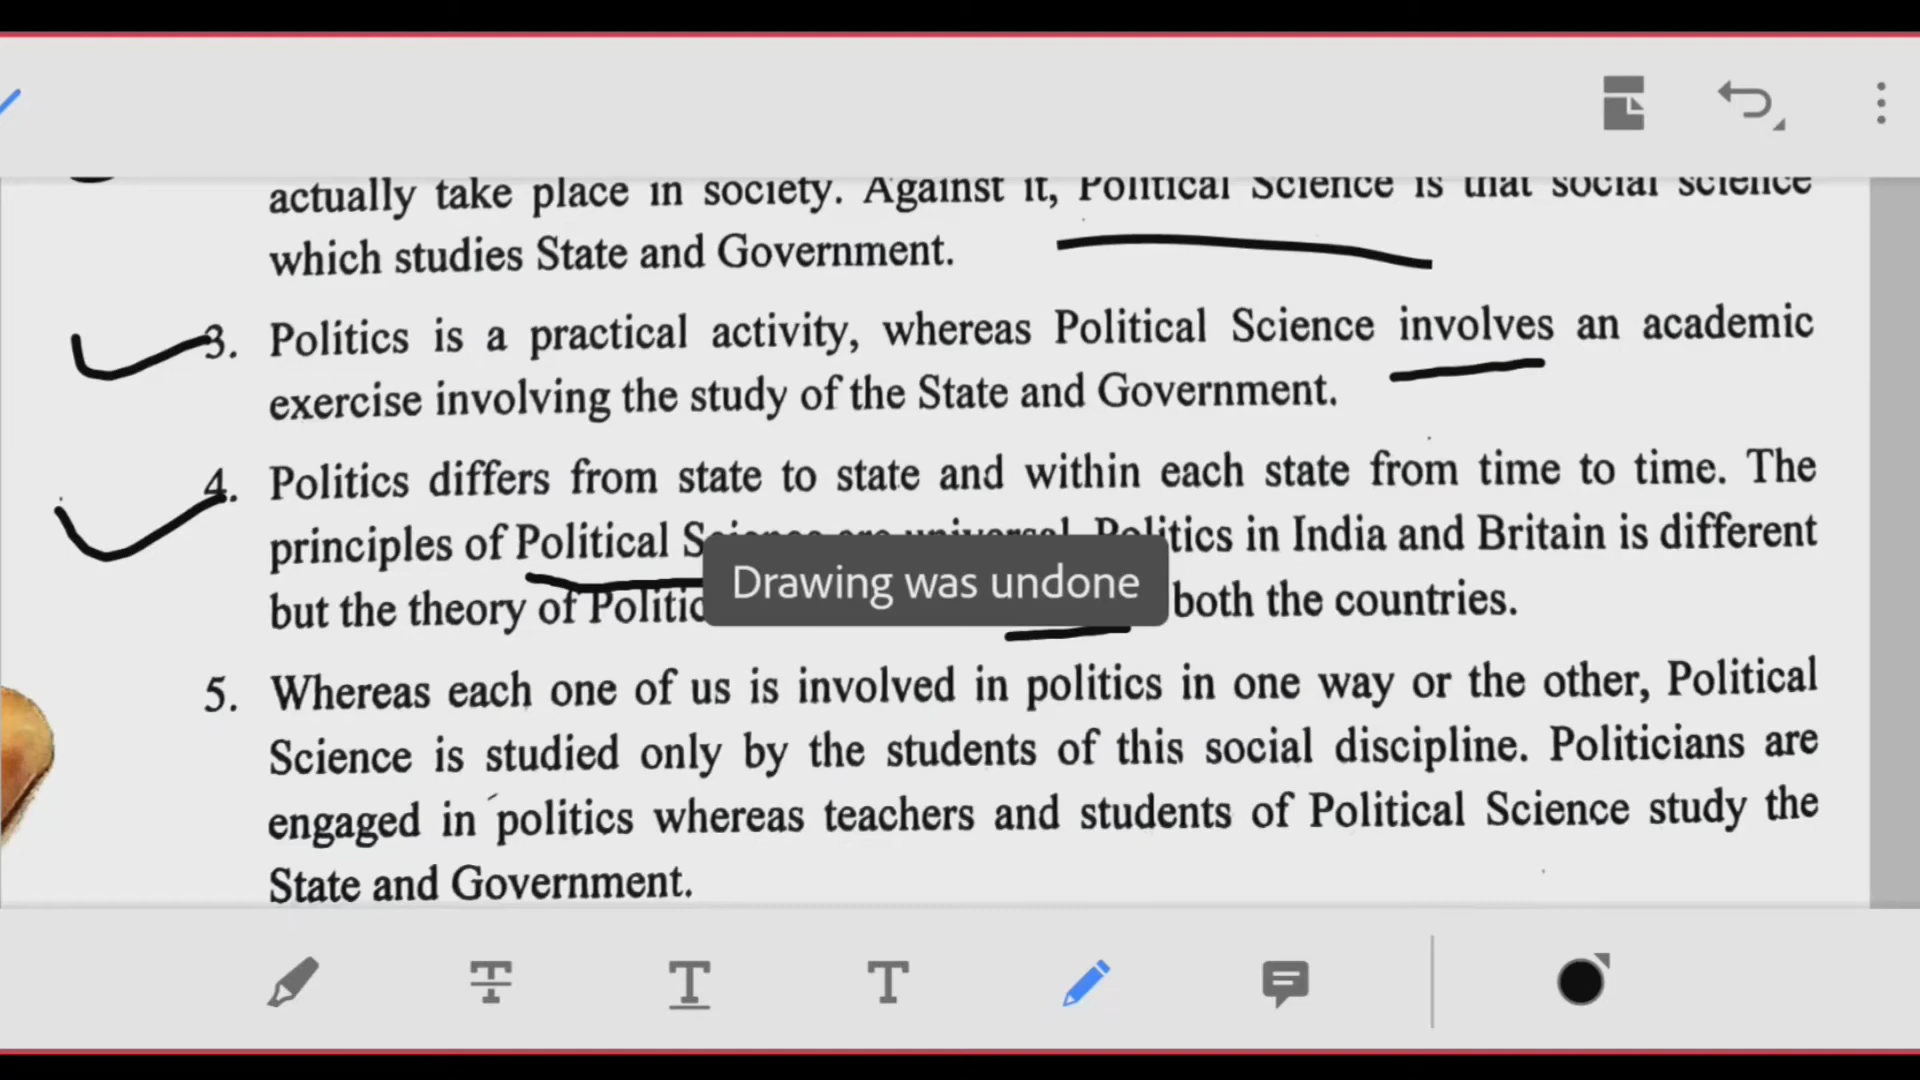 actually take place in society. Against it, Political Science is that social science
which studies State and Government.
3. Politics is a practical activity, whereas Political Science involves an academic
exercise involving the study of the State and Government.
4. Politics differs from state to state and within each state from time to time. The
principles of Political Science are universal. Politics in India and Britain is different
but the theory of Politic both the countries.
Drawing was undone
5. Whereas each one of us is involved in politics in one way or the other, Political
Science is studied only by the students of this social discipline. Politicians are
engaged in politics whereas teachers and students of Political Science study the
State and Government.